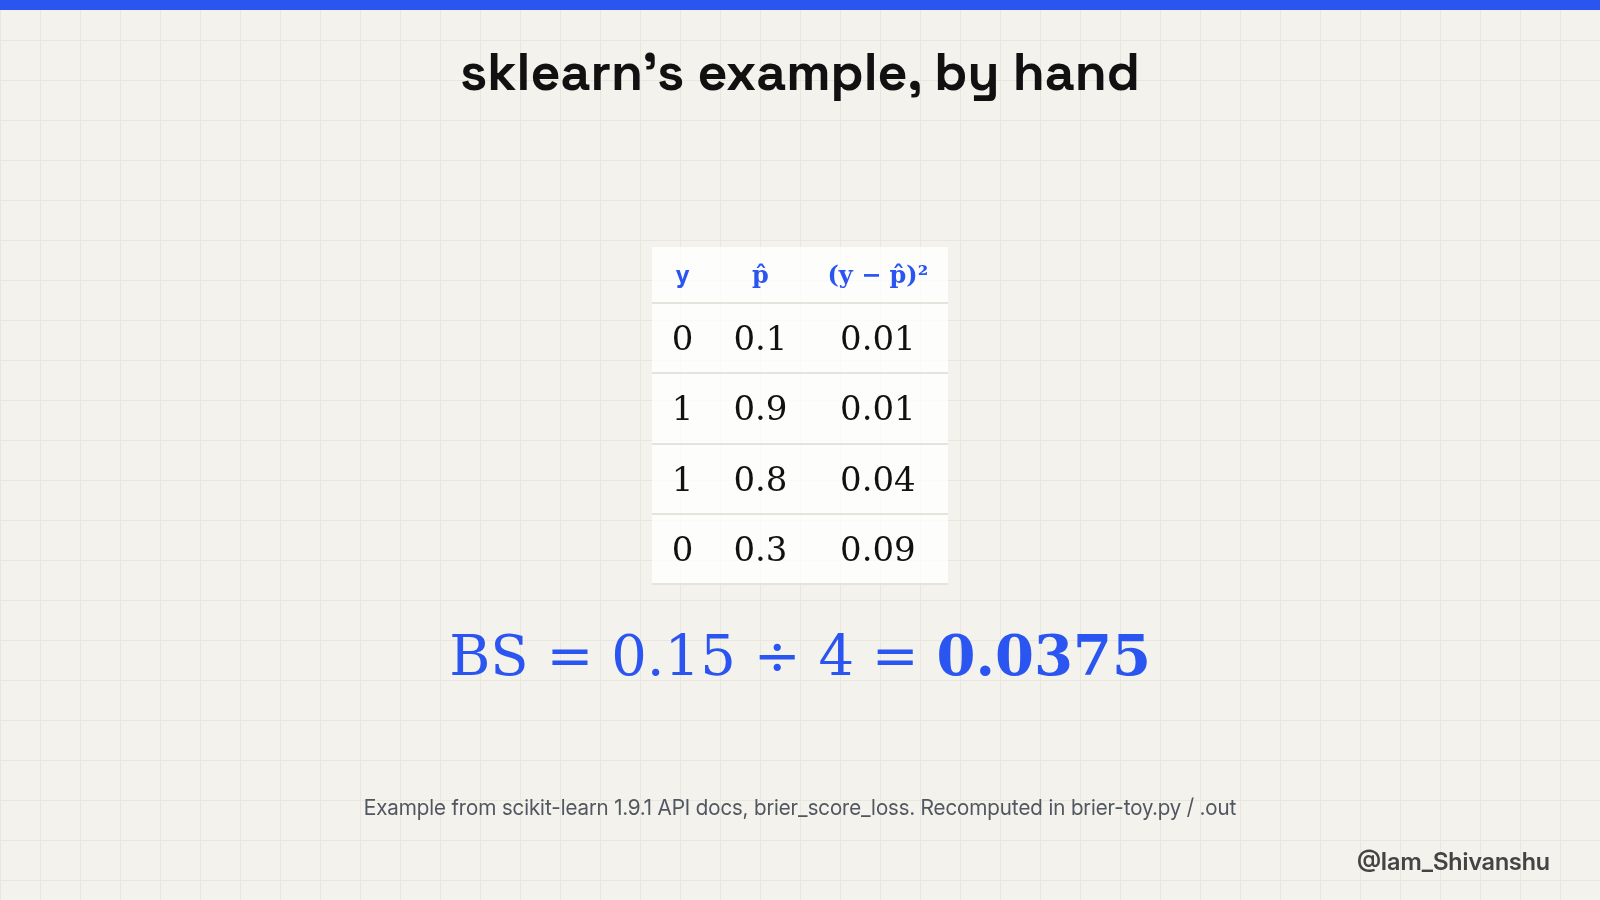 sklearn’s example, by hand
y p̂ (y − p̂)²
0 0.1 0.01
1 0.9 0.01
1 0.8 0.04
0 0.3 0.09
BS = 0.15 ÷ 4 = 0.0375
Example from scikit-learn 1.9.1 API docs, brier_score_loss. Recomputed in brier-toy.py / .out
@Iam_Shivanshu